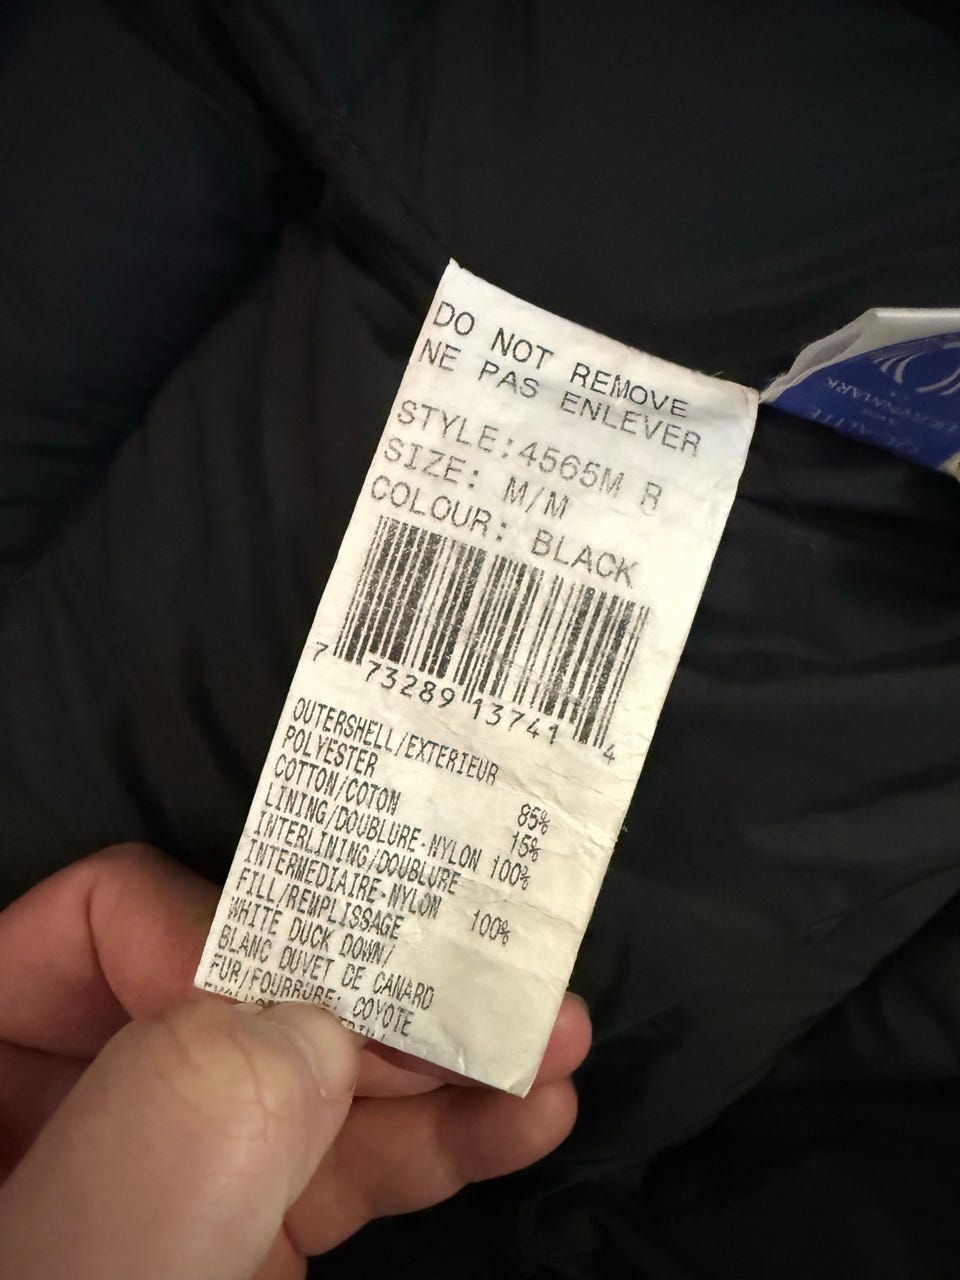 DO NOT REMOVE
NE PAS ENLEVER
STYLE:4565M R
SIZE: M/M
COLOUR: BLACK
7 73289 13741 4
OUTERSHELL/EXTERIEUR
POLYESTER 85%
COTTON/COTON 15%
LINING/DOUBLURE-NYLON 100%
INTERLINING/DOUBLURE
INTERMEDIAIRE-NYLON 100%
FILL/REMPLISSAGE
WHITE DUCK DOWN/
BLANC DUVET DE CANARD
FUR/FOURRURE: COYOTE
DOWNMARK